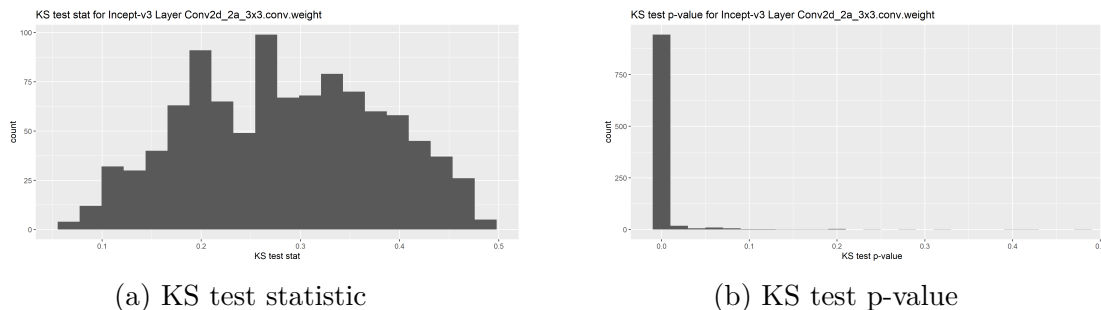 KS test stat for Incept-v3 Layer Conv2d_2a_3x3.conv.weight
100
75
50
25
0
count
0.1 0.2 0.3 0.4 0.5
KS test stat
(a) KS test statistic
KS test p-value for Incept-v3 Layer Conv2d_2a_3x3.conv.weight
750
500
250
0
count
0.0 0.1 0.2 0.3 0.4 0.
KS test p-value
(b) KS test p-value